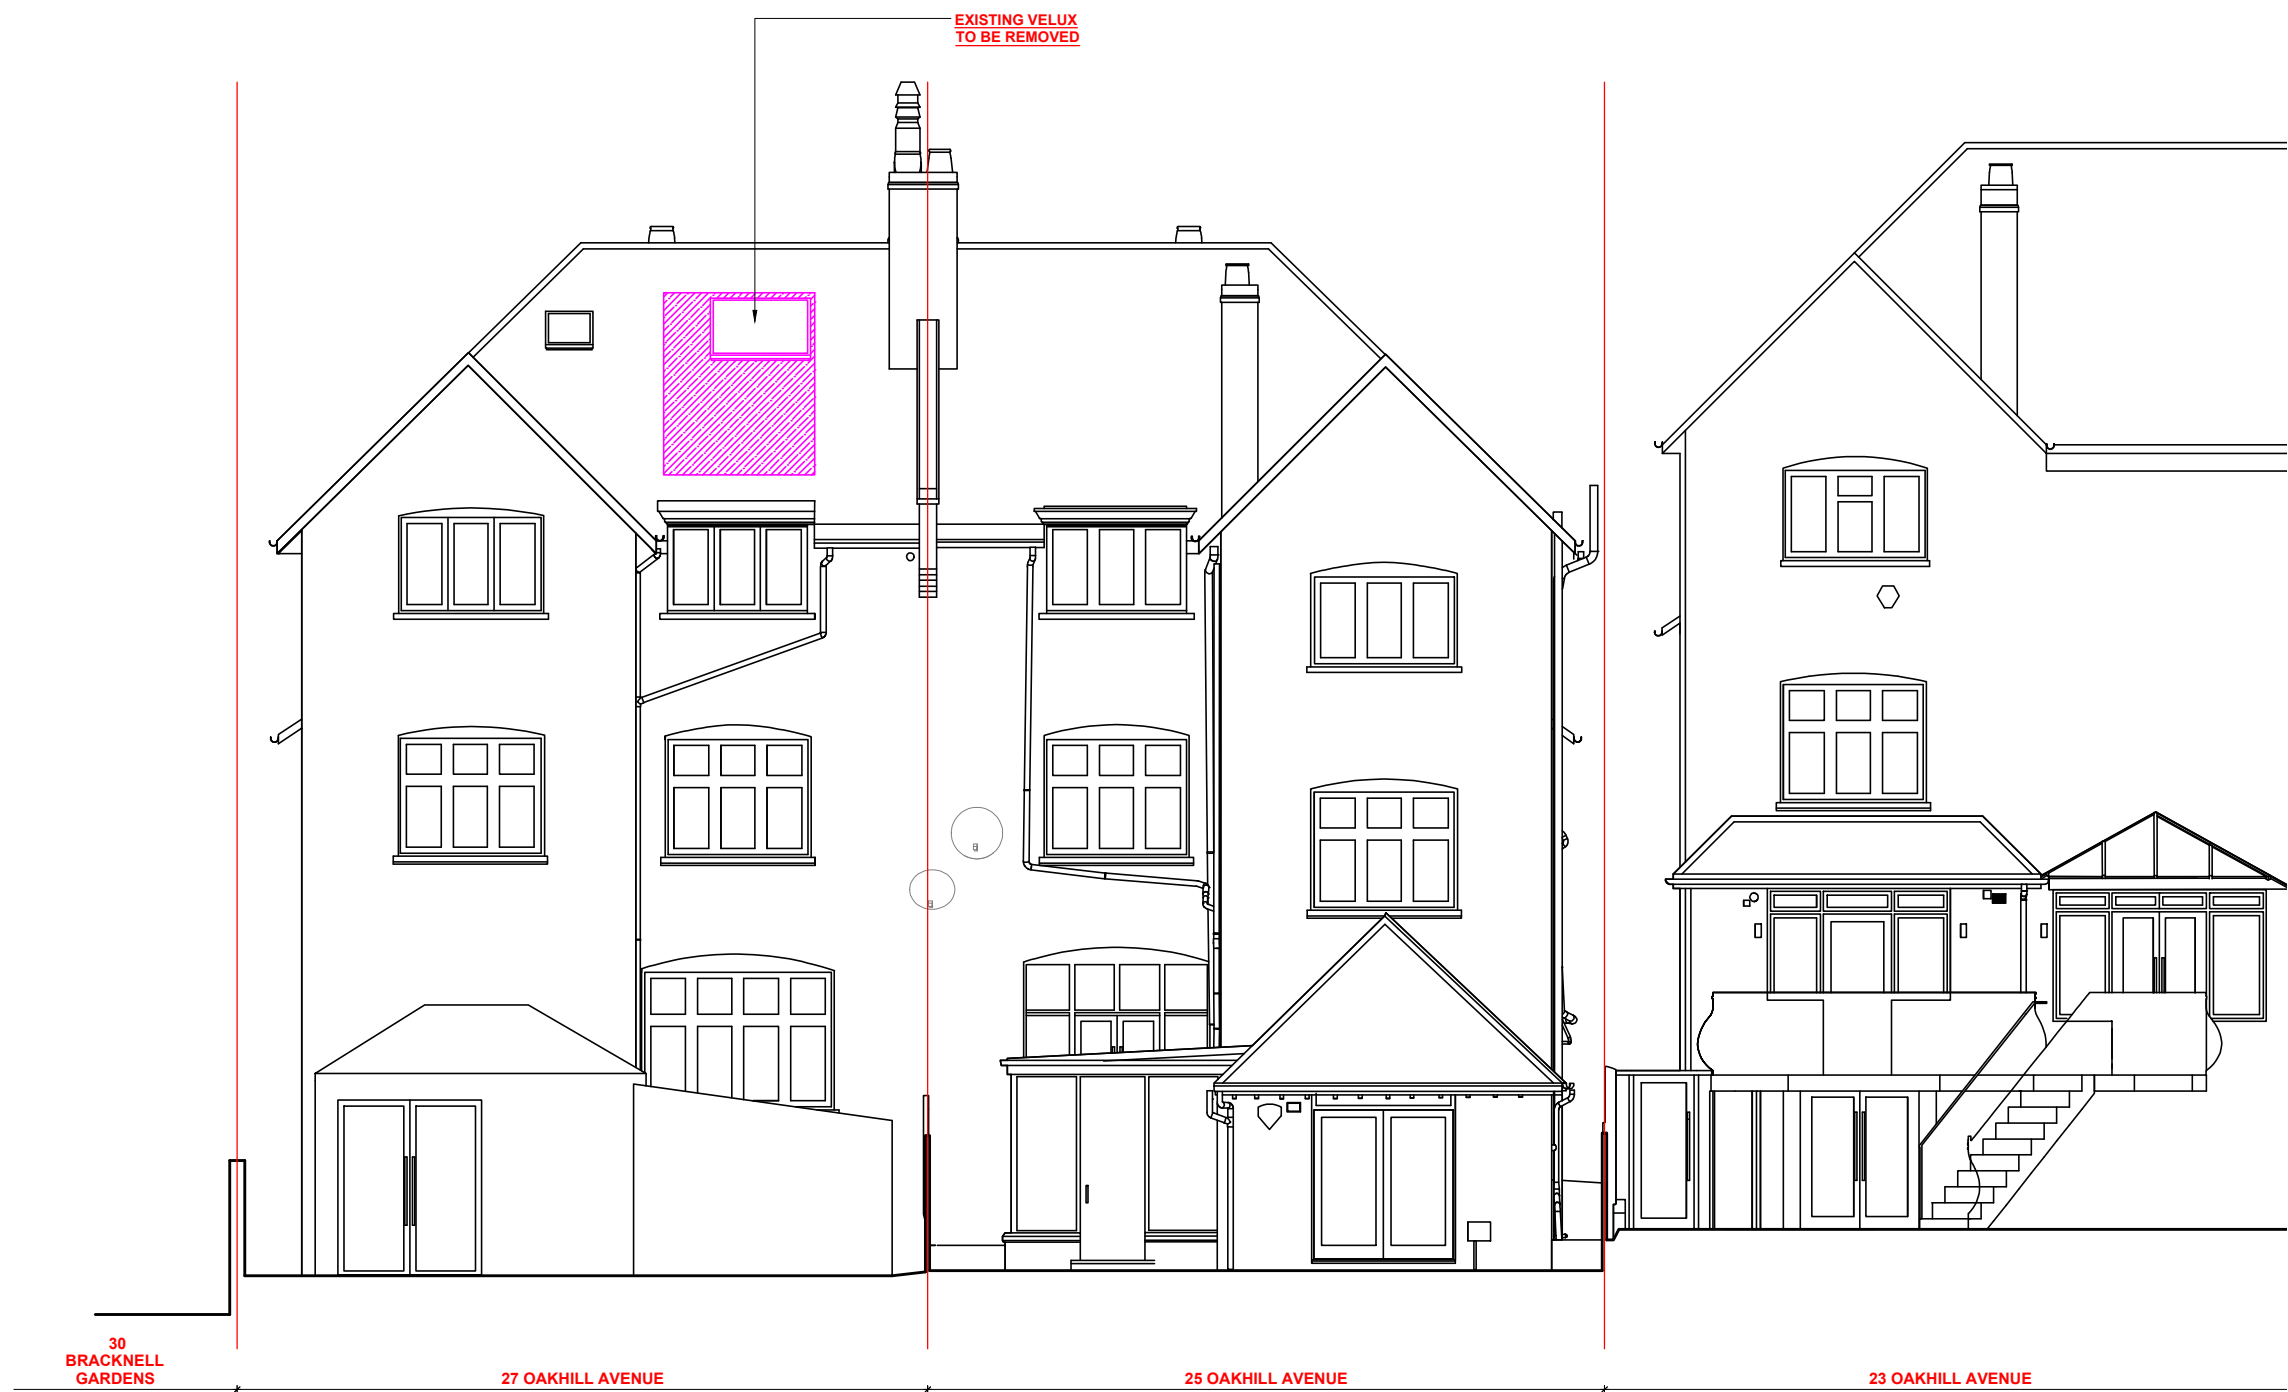 EXISTING VELUX
TO BE REMOVED
30
BRACKNELL
GARDENS
27 OAKHILL AVENUE
25 OAKHILL AVENUE
23 OAKHILL AVENUE